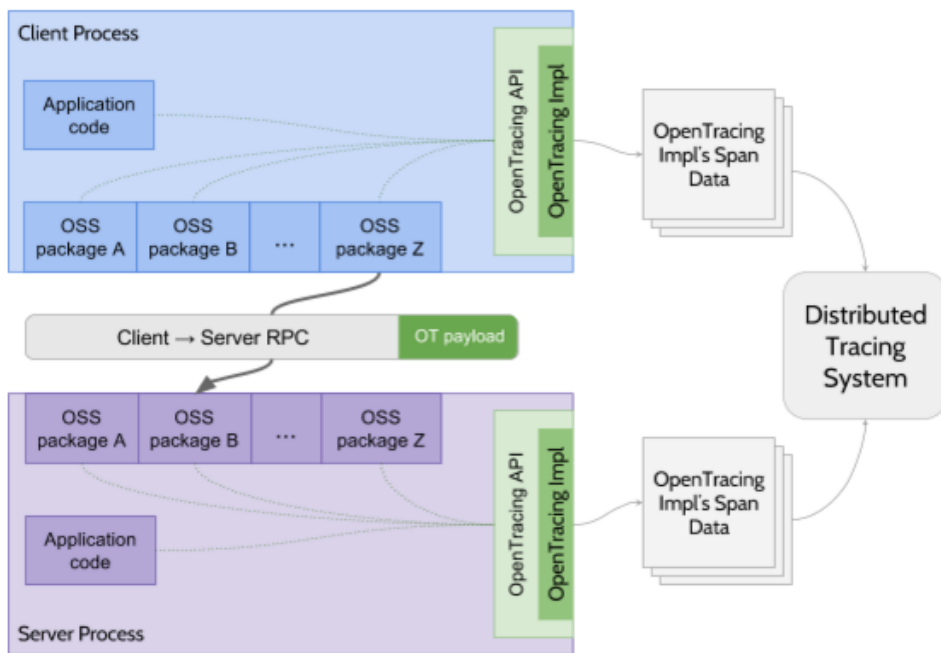 Client Process
Application
code
OSS
package A
OSS
package B
...
OSS
package Z
OpenTracing API
OpenTracing Impl
OpenTracing
Impl's Span
Data
Client → Server RPC
OT payload
Distributed
Tracing
System
OSS
package A
OSS
package B
...
OSS
package Z
Application
code
OpenTracing API
OpenTracing Impl
OpenTracing
Impl's Span
Data
Server Process